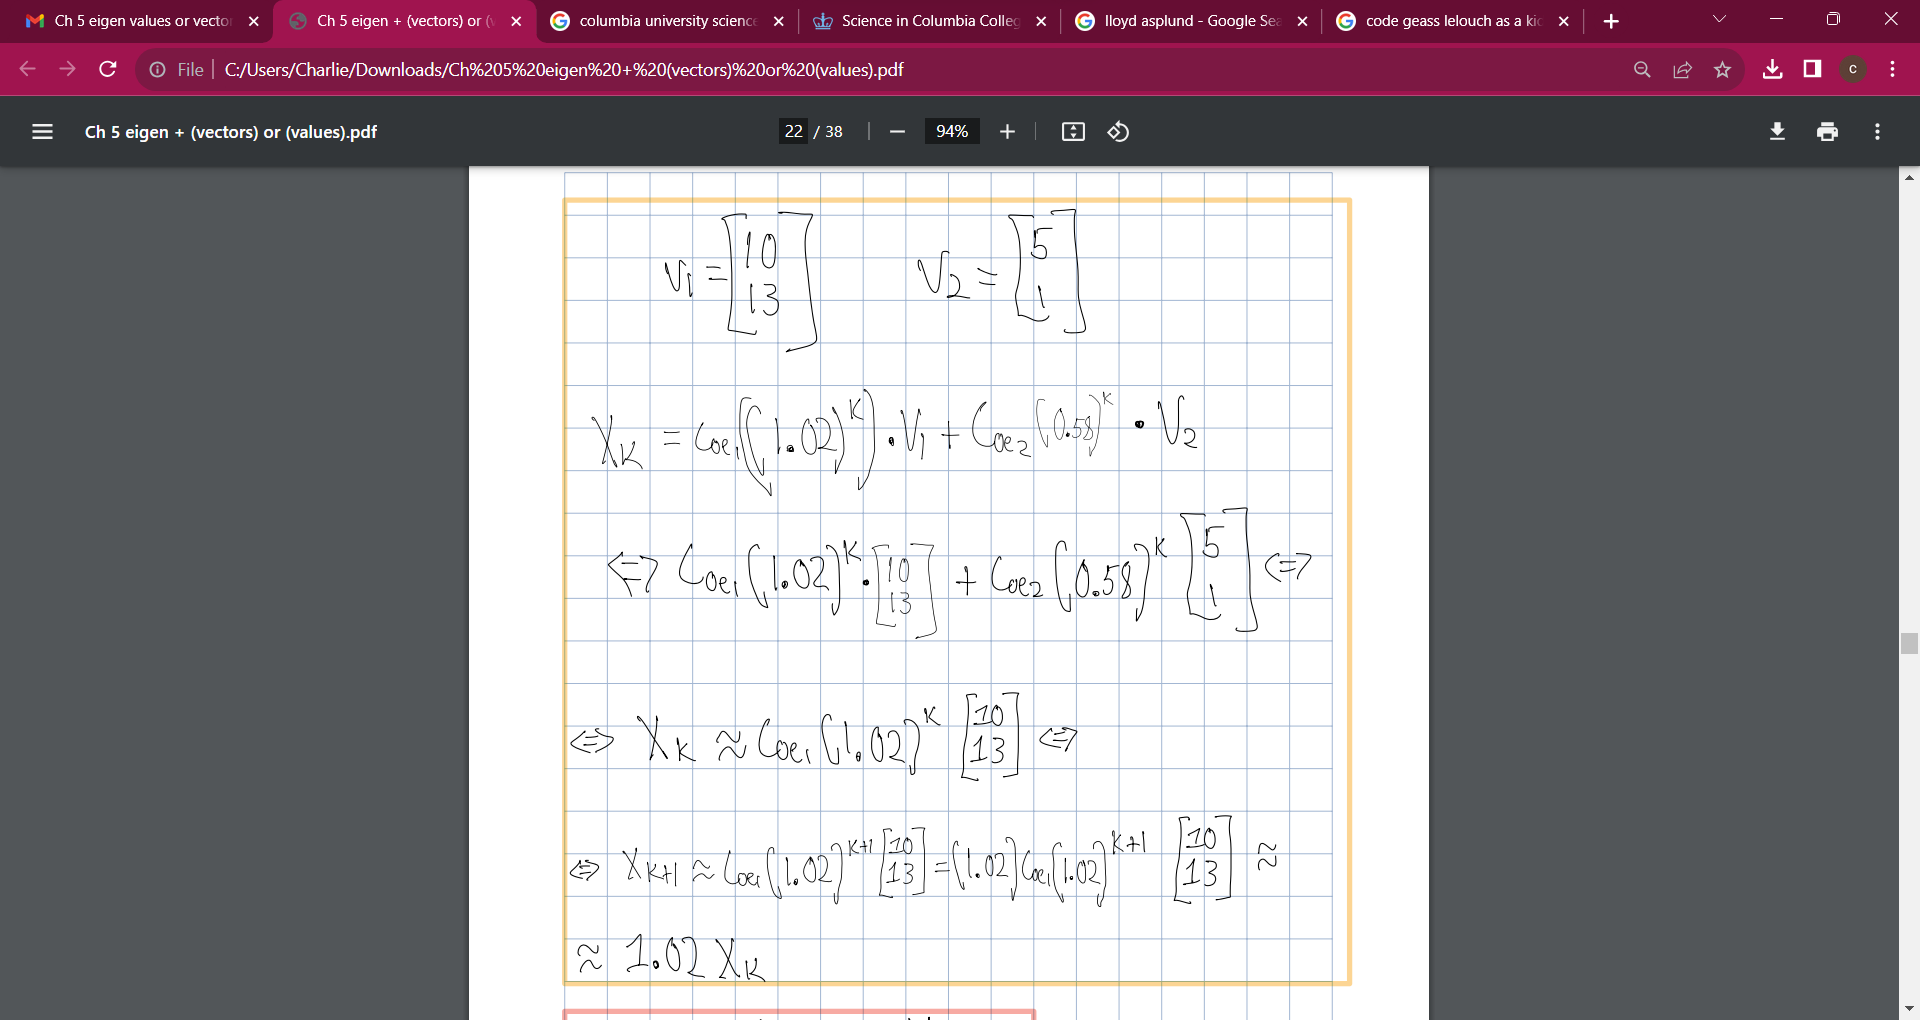 Ch 5 eigen values or vector
Ch 5 eigen + (vectors) or (v
columbia university science
Science in Columbia Colleg
lloyd asplund - Google Sea
code geass lelouch as a kid
File
C:/Users/Charlie/Downloads/Ch%205%20eigen%20+%20(vectors)%20or%20(values).pdf
c
Ch 5 eigen + (vectors) or (values).pdf
22 / 38
94%
V₁ = [10 13] V₂ = [5 1]
Xₖ = Coe₁((1.02)ᴷ)·V₁ + Coe₂(0.58)ᴷ · V₂
⇔ Coe₁(1.02)ᴷ·[10 13] + Coe₂(0.58)ᴷ [5 1] ⇔
⇔ Xₖ ≈ Coe₁(1.02)ᴷ [10 13] ⇔
⇔ Xₖ₊₁ ≈ Coe₁(1.02)ᴷ⁺¹ [10 13] = (1.02)Coe₁(1.02)ᴷ⁺¹ [10 13] ≈
≈ 1.02 Xₖ